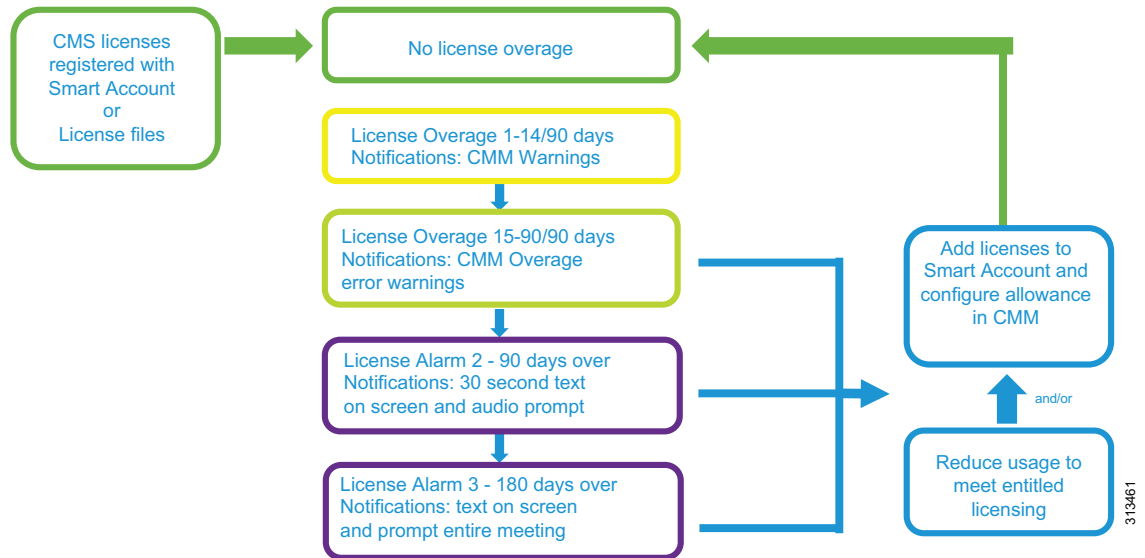 CMS licenses
registered with
Smart Account
or
License files
No license overage
License Overage 1-14/90 days
Notifications: CMM Warnings
License Overage 15-90/90 days
Notifications: CMM Overage
error warnings
License Alarm 2 - 90 days over
Notifications: 30 second text
on screen and audio prompt
License Alarm 3 - 180 days over
Notifications: text on screen
and prompt entire meeting
Add licenses to
Smart Account and
configure allowance
in CMM
and/or
Reduce usage to
meet entitled
licensing
313461